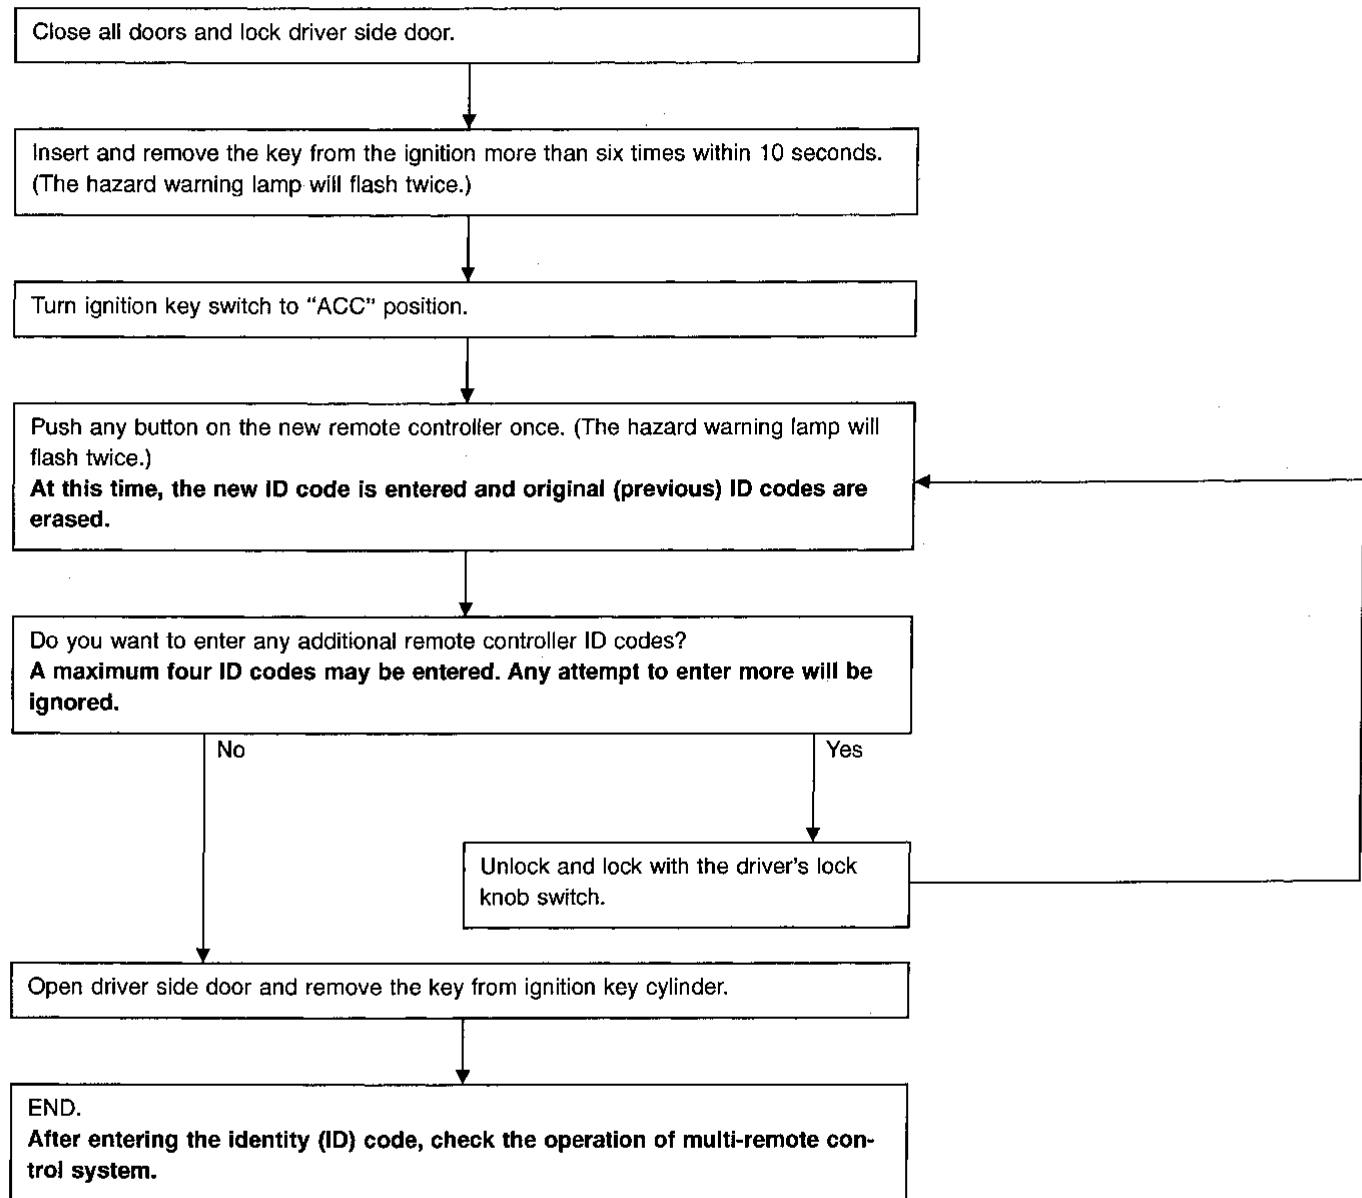 Close all doors and lock driver side door.
Insert and remove the key from the ignition more than six times within 10 seconds.
(The hazard warning lamp will flash twice.)
Turn ignition key switch to “ACC” position.
Push any button on the new remote controller once. (The hazard warning lamp will
flash twice.)
At this time, the new ID code is entered and original (previous) ID codes are
erased.
Do you want to enter any additional remote controller ID codes?
A maximum four ID codes may be entered. Any attempt to enter more will be
ignored.
No
Yes
Unlock and lock with the driver’s lock
knob switch.
Open driver side door and remove the key from ignition key cylinder.
END.
After entering the identity (ID) code, check the operation of multi-remote con-
trol system.